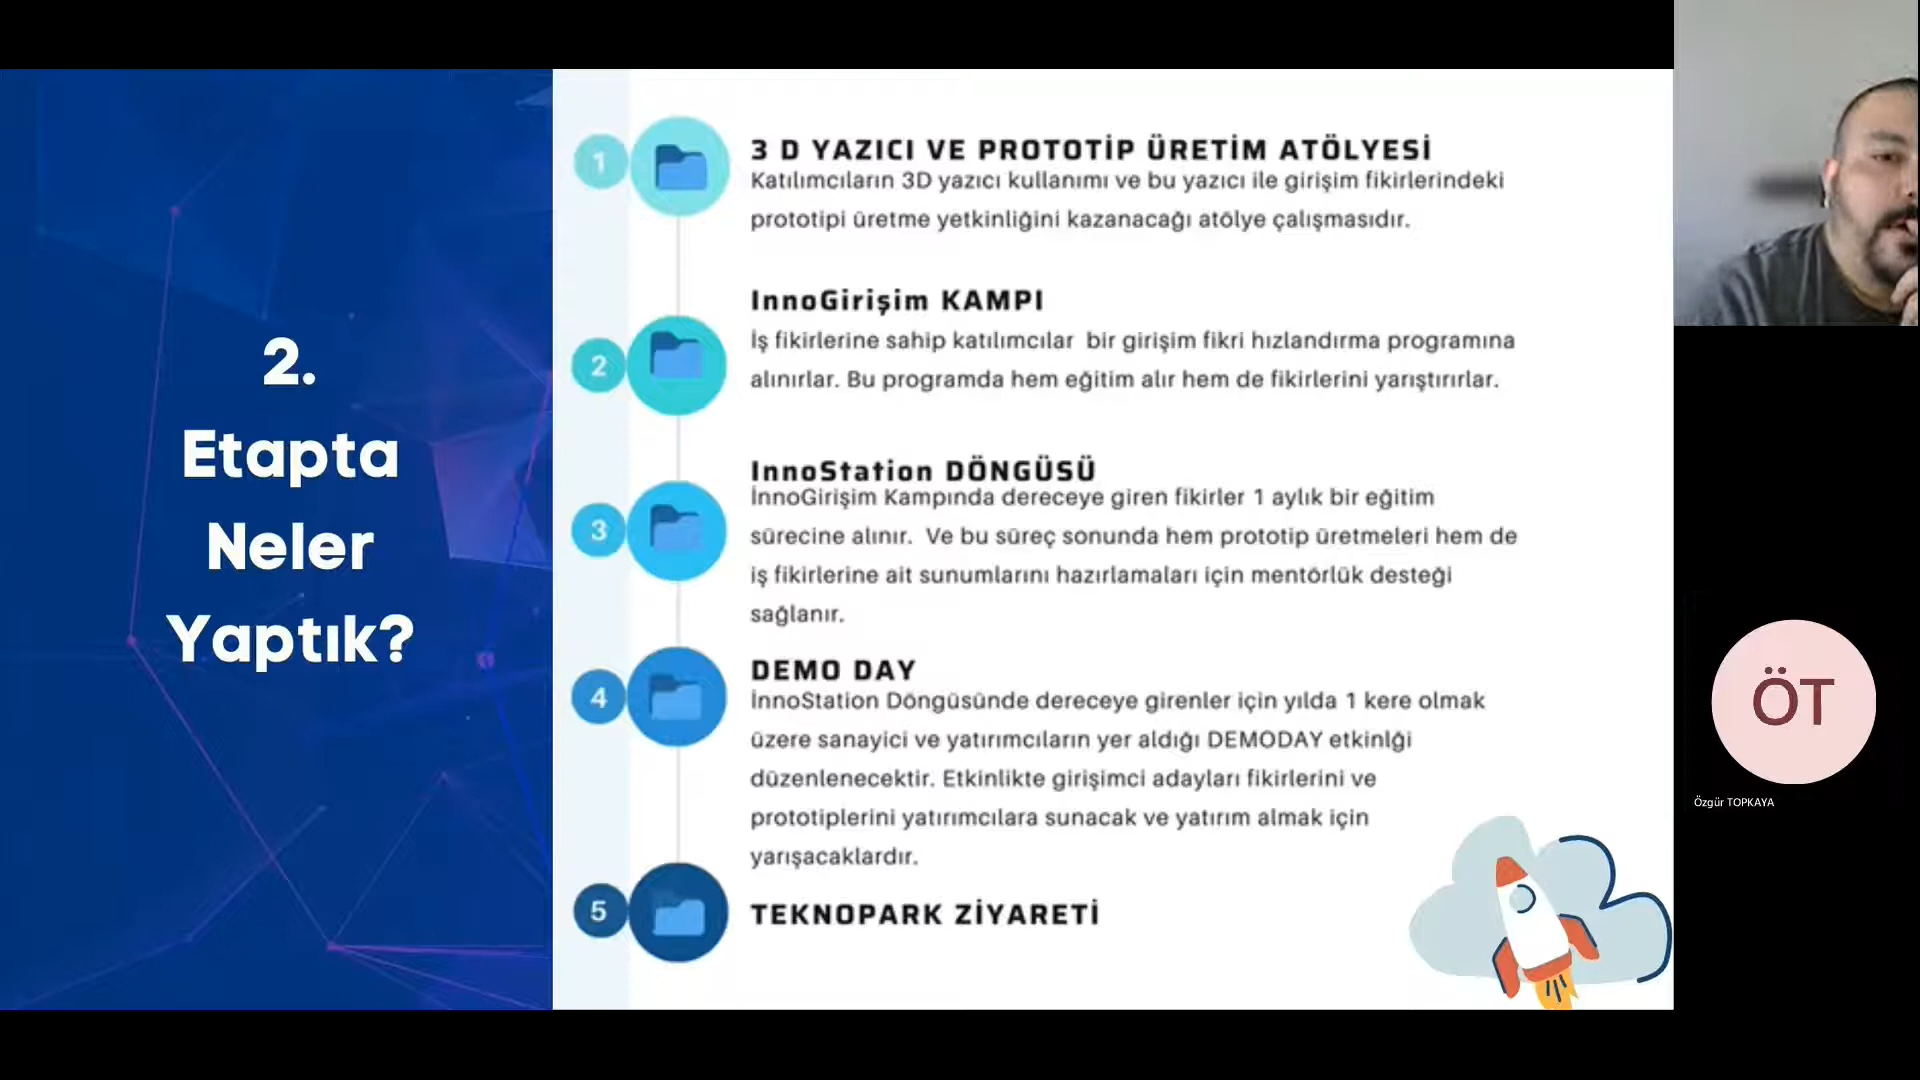 2.
Etapta
Neler
Yaptık?
1
3 D YAZICI VE PROTOTİP ÜRETİM ATÖLYESİ
Katılımcıların 3D yazıcı kullanımı ve bu yazıcı ile girişim fikirlerindeki
prototipi üretme yetkinliğini kazanacağı atölye çalışmasıdır.
2
InnoGirişim KAMPI
İş fikirlerine sahip katılımcılar bir girişim fikri hızlandırma programına
alınırlar. Bu programda hem eğitim alır hem de fikirlerini yarıştırırlar.
3
InnoStation DÖNGÜSÜ
İnnoGirişim Kampında dereceye giren fikirler 1 aylık bir eğitim
sürecine alınır. Ve bu süreç sonunda hem prototip üretmeleri hem de
iş fikirlerine ait sunumlarını hazırlamaları için mentörlük desteği
sağlanır.
4
DEMO DAY
İnnoStation Döngüsünde dereceye girenler için yılda 1 kere olmak
üzere sanayici ve yatırımcıların yer aldığı DEMODAY etkinlği
düzenlenecektir. Etkinlikte girişimci adayları fikirlerini ve
prototiplerini yatırımcılara sunacak ve yatırım almak için
yarışacaklardır.
5
TEKNOPARK ZİYARETİ
ÖT
Özgür TOPKAYA